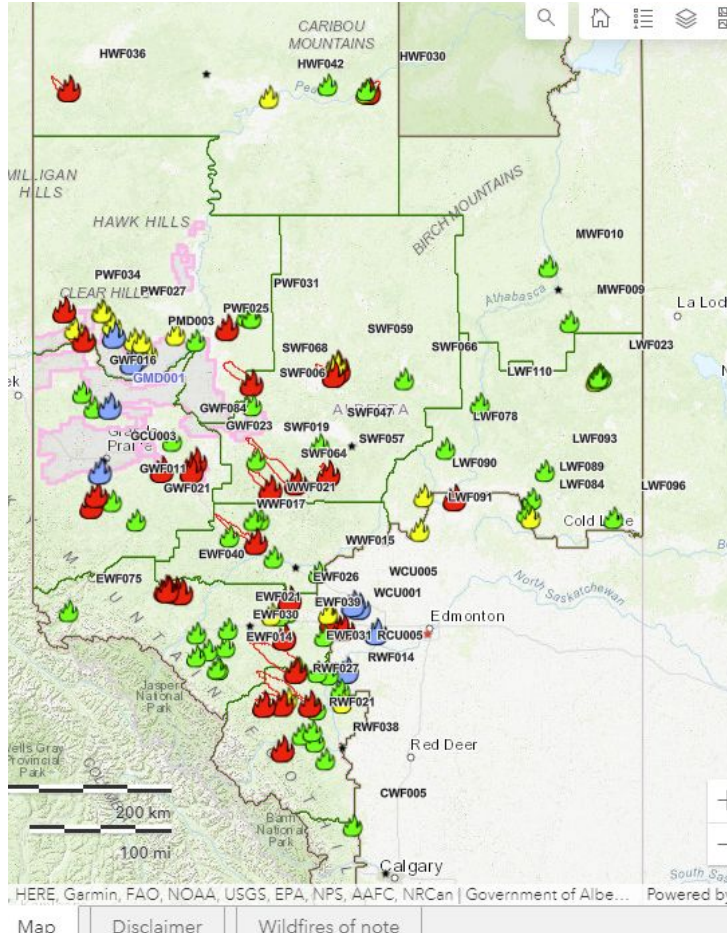 CARIBOU
MOUNTAINS
HWF036
HWF042
HWF030
MILLIGAN
HILLS
HAWK HILLS
BIRCH MOUNTAINS
MWF010
PWF034
PWF027
PWF031
MWF009
CLEAR HILLS
Athabasca
La Loch
PWF025
PMD003
SWF059
GWF016
SWF068
SWF066
LWF023
GMD001
SWF006
LWF110
ALBERTA
GWF084
SWF047
LWF078
GWF023
SWF019
GCU003
SWF057
LWF093
Prairie
SWF064
LWF090
GWF011
LWF089
GWF021
WWF021
LWF084
LWF096
LWF091
WWF017
Cold Lake
EWF040
WWF015
EWF075
EWF026
WCU005
North Saskatchewan
EWF021
WCU001
EWF030
EWF039
Edmonton
EWF014
EWF031
RCU005
RWF014
RWF027
Jasper
National
Park
RWF021
RWF038
Wells Gray
Provincial
Park
Red Deer
CWF005
200 km
Banff
National
Park
100 mi
Calgary
South Sas
, HERE, Garmin, FAO, NOAA, USGS, EPA, NPS, AAFC, NRCan | Government of Albe... Powered by
Map Disclaimer Wildfires of note